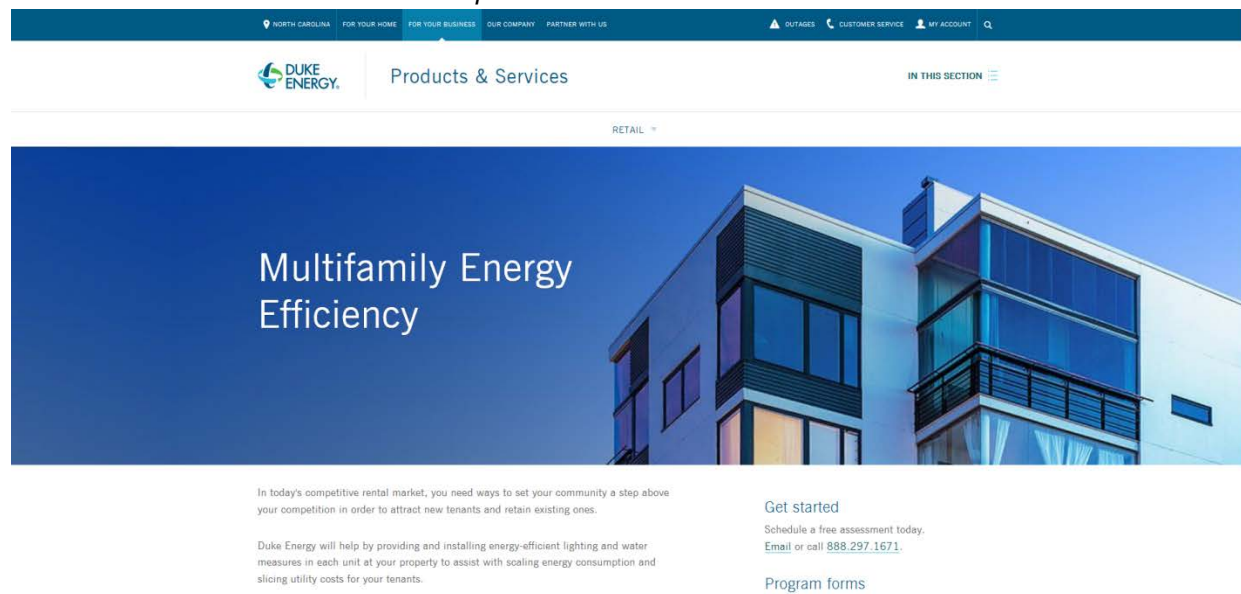 NORTH CAROLINA FOR YOUR HOME FOR YOUR BUSINESS OUR COMPANY PARTNER WITH US OUTAGES CUSTOMER SERVICE MY ACCOUNT
DUKE
ENERGY®
Products & Services
IN THIS SECTION
RETAIL
Multifamily Energy
Efficiency
In today's competitive rental market, you need ways to set your community a step above
your competition in order to attract new tenants and retain existing ones.
Duke Energy will help by providing and installing energy-efficient lighting and water
measures in each unit at your property to assist with scaling energy consumption and
slicing utility costs for your tenants.
Get started
Schedule a free assessment today.
Email or call 888.297.1671.
Program forms